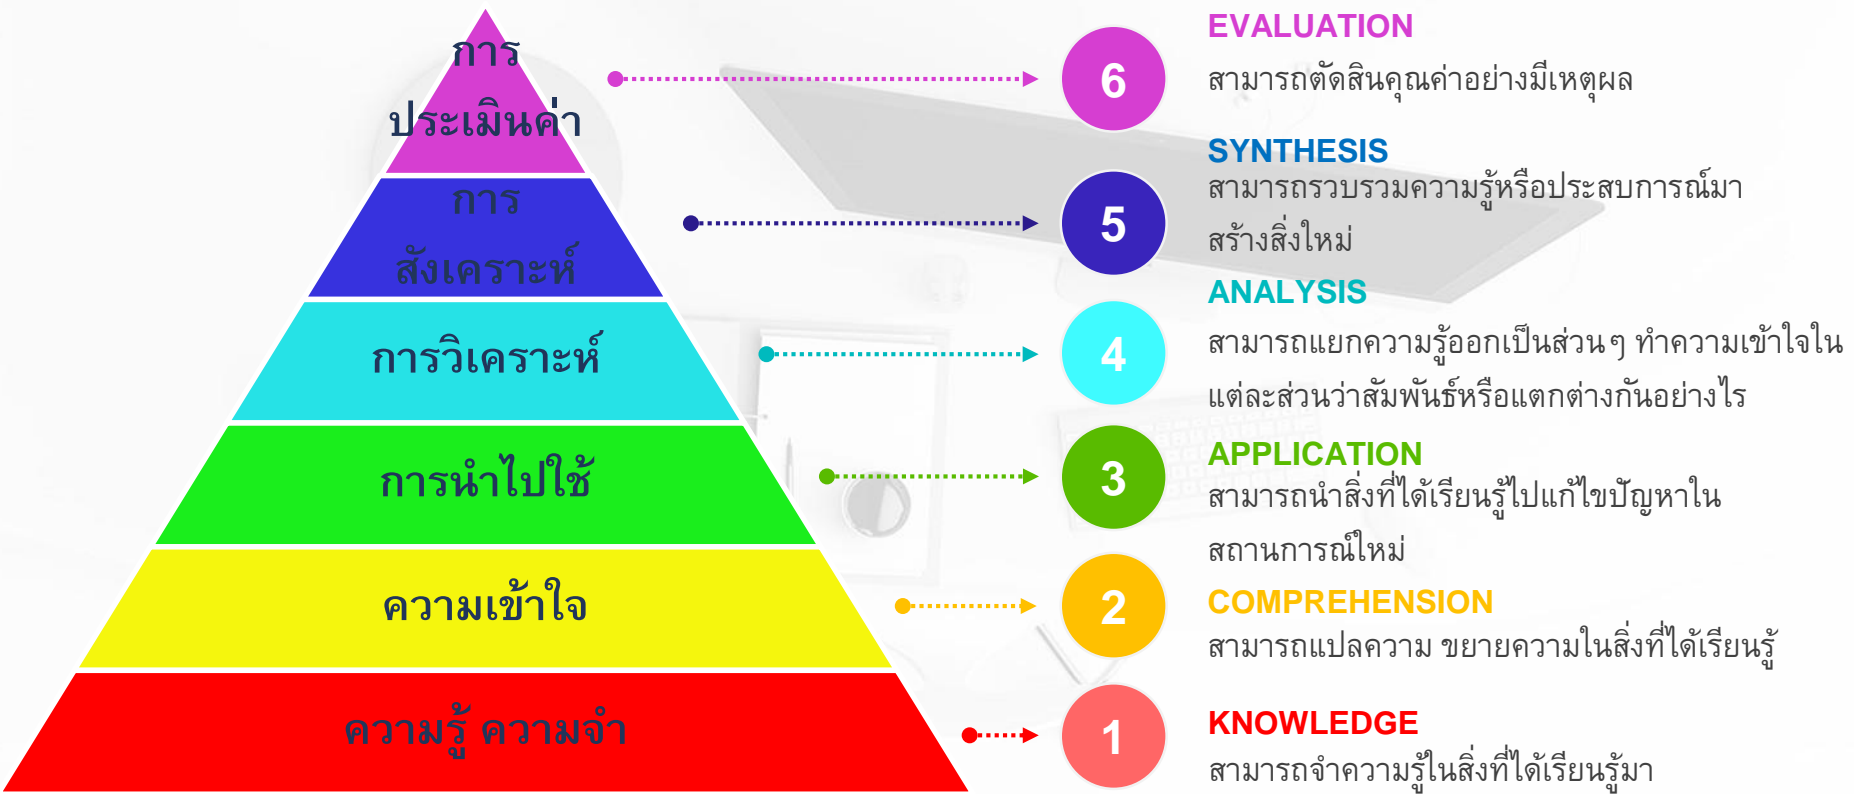 การ
ประเมินค่า
การ
สังเคราะห์
การวิเคราะห์
การนำไปใช้
ความเข้าใจ
ความรู้ ความจำ
6
EVALUATION
สามารถตัดสินคุณค่าอย่างมีเหตุผล
5
SYNTHESIS
สามารถรวบรวมความรู้หรือประสบการณ์มา
สร้างสิ่งใหม่
4
ANALYSIS
สามารถแยกความรู้ออกเป็นส่วนๆ ทำความเข้าใจใน
แต่ละส่วนว่าสัมพันธ์หรือแตกต่างกันอย่างไร
3
APPLICATION
สามารถนำสิ่งที่ได้เรียนรู้ไปแก้ไขปัญหาใน
สถานการณ์ใหม่
2
COMPREHENSION
สามารถแปลความ ขยายความในสิ่งที่ได้เรียนรู้
1
KNOWLEDGE
สามารถจำความรู้ในสิ่งที่ได้เรียนรู้มา